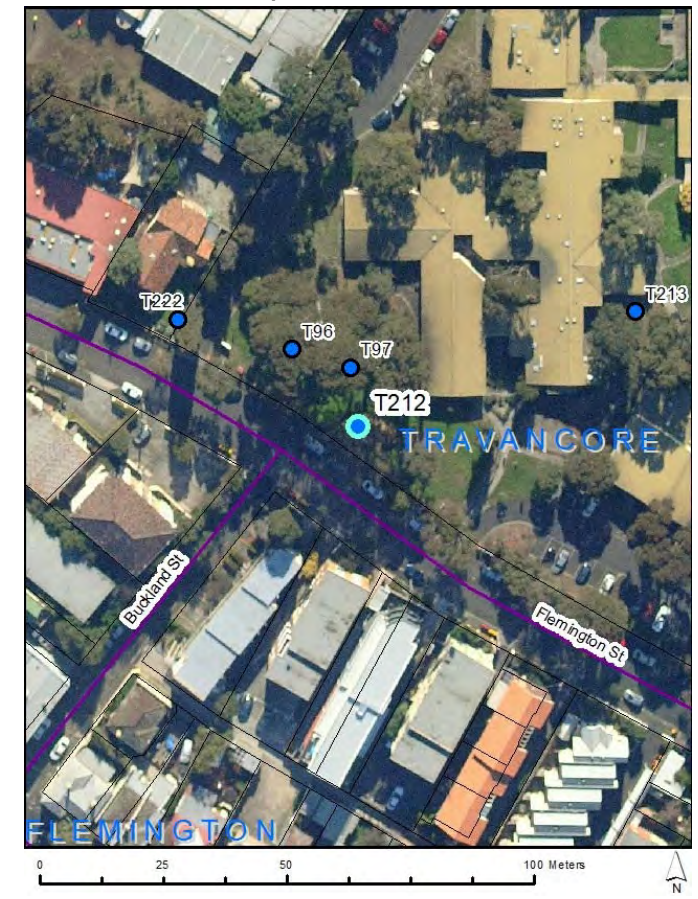 T222
T96
T97
T213
T212
TRAVANCORE
Buckland St
Flemington St
FLEMINGTON
0 25 50 100 Meters
N